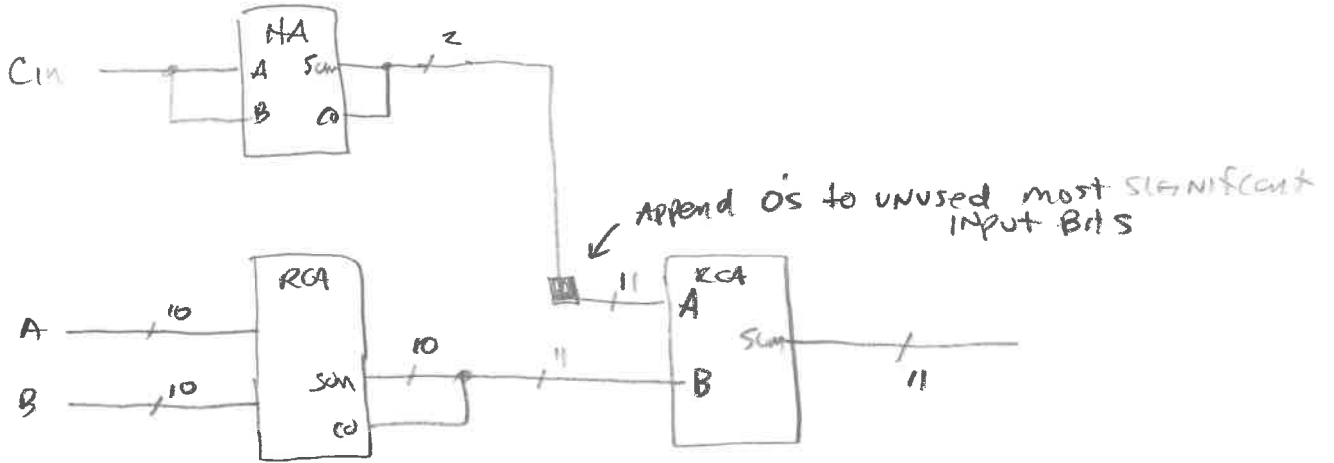 HA
2
Cin
A Sum
B CO
Append 0's to unused most significant
input Bits
RCA
RCA
11
A
A 10
Sum
10
11
11
Sum
B
B 10
CO